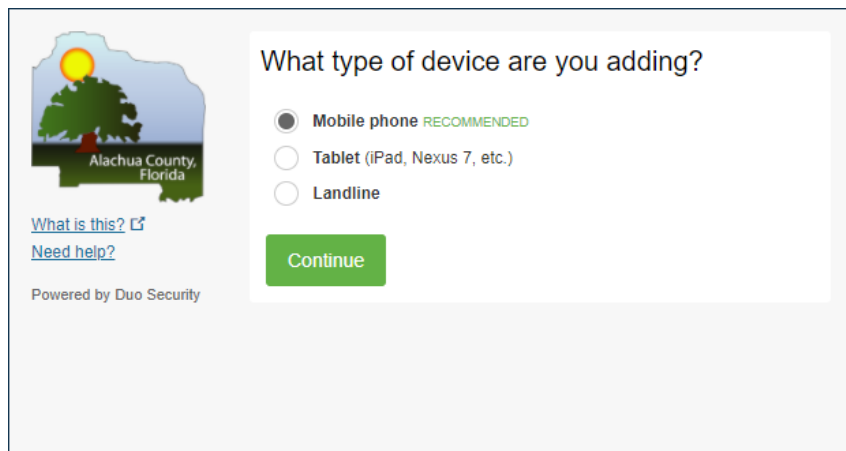 What type of device are you adding?
Mobile phone RECOMMENDED
Tablet (iPad, Nexus 7, etc.)
Landline
Continue
Alachua County,
Florida
What is this?
Need help?
Powered by Duo Security